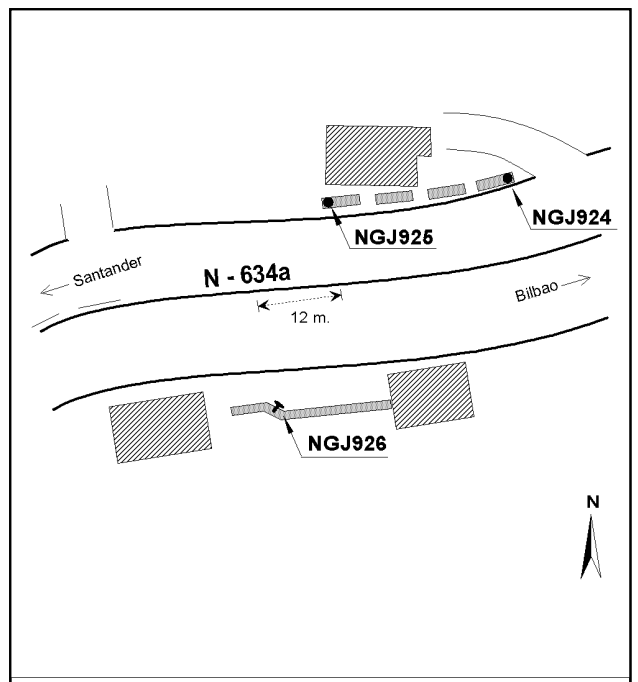 NGJ924
NGJ925
Santander
N - 634a
Bilbao
12 m.
NGJ926
N